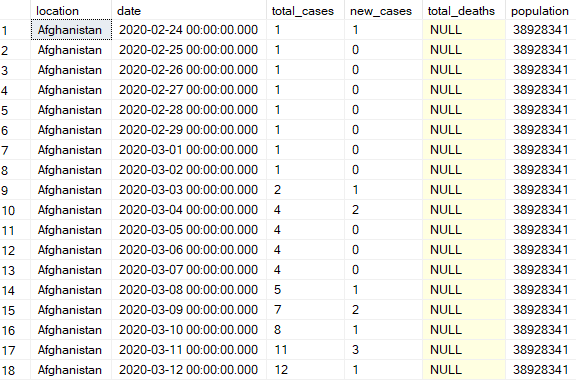 location date total_cases new_cases total_deaths population
1 Afghanistan 2020-02-24 00:00:00.000 1 1 NULL 38928341
2 Afghanistan 2020-02-25 00:00:00.000 1 0 NULL 38928341
3 Afghanistan 2020-02-26 00:00:00.000 1 0 NULL 38928341
4 Afghanistan 2020-02-27 00:00:00.000 1 0 NULL 38928341
5 Afghanistan 2020-02-28 00:00:00.000 1 0 NULL 38928341
6 Afghanistan 2020-02-29 00:00:00.000 1 0 NULL 38928341
7 Afghanistan 2020-03-01 00:00:00.000 1 0 NULL 38928341
8 Afghanistan 2020-03-02 00:00:00.000 1 0 NULL 38928341
9 Afghanistan 2020-03-03 00:00:00.000 2 1 NULL 38928341
10 Afghanistan 2020-03-04 00:00:00.000 4 2 NULL 38928341
11 Afghanistan 2020-03-05 00:00:00.000 4 0 NULL 38928341
12 Afghanistan 2020-03-06 00:00:00.000 4 0 NULL 38928341
13 Afghanistan 2020-03-07 00:00:00.000 4 0 NULL 38928341
14 Afghanistan 2020-03-08 00:00:00.000 5 1 NULL 38928341
15 Afghanistan 2020-03-09 00:00:00.000 7 2 NULL 38928341
16 Afghanistan 2020-03-10 00:00:00.000 8 1 NULL 38928341
17 Afghanistan 2020-03-11 00:00:00.000 11 3 NULL 38928341
18 Afghanistan 2020-03-12 00:00:00.000 12 1 NULL 38928341